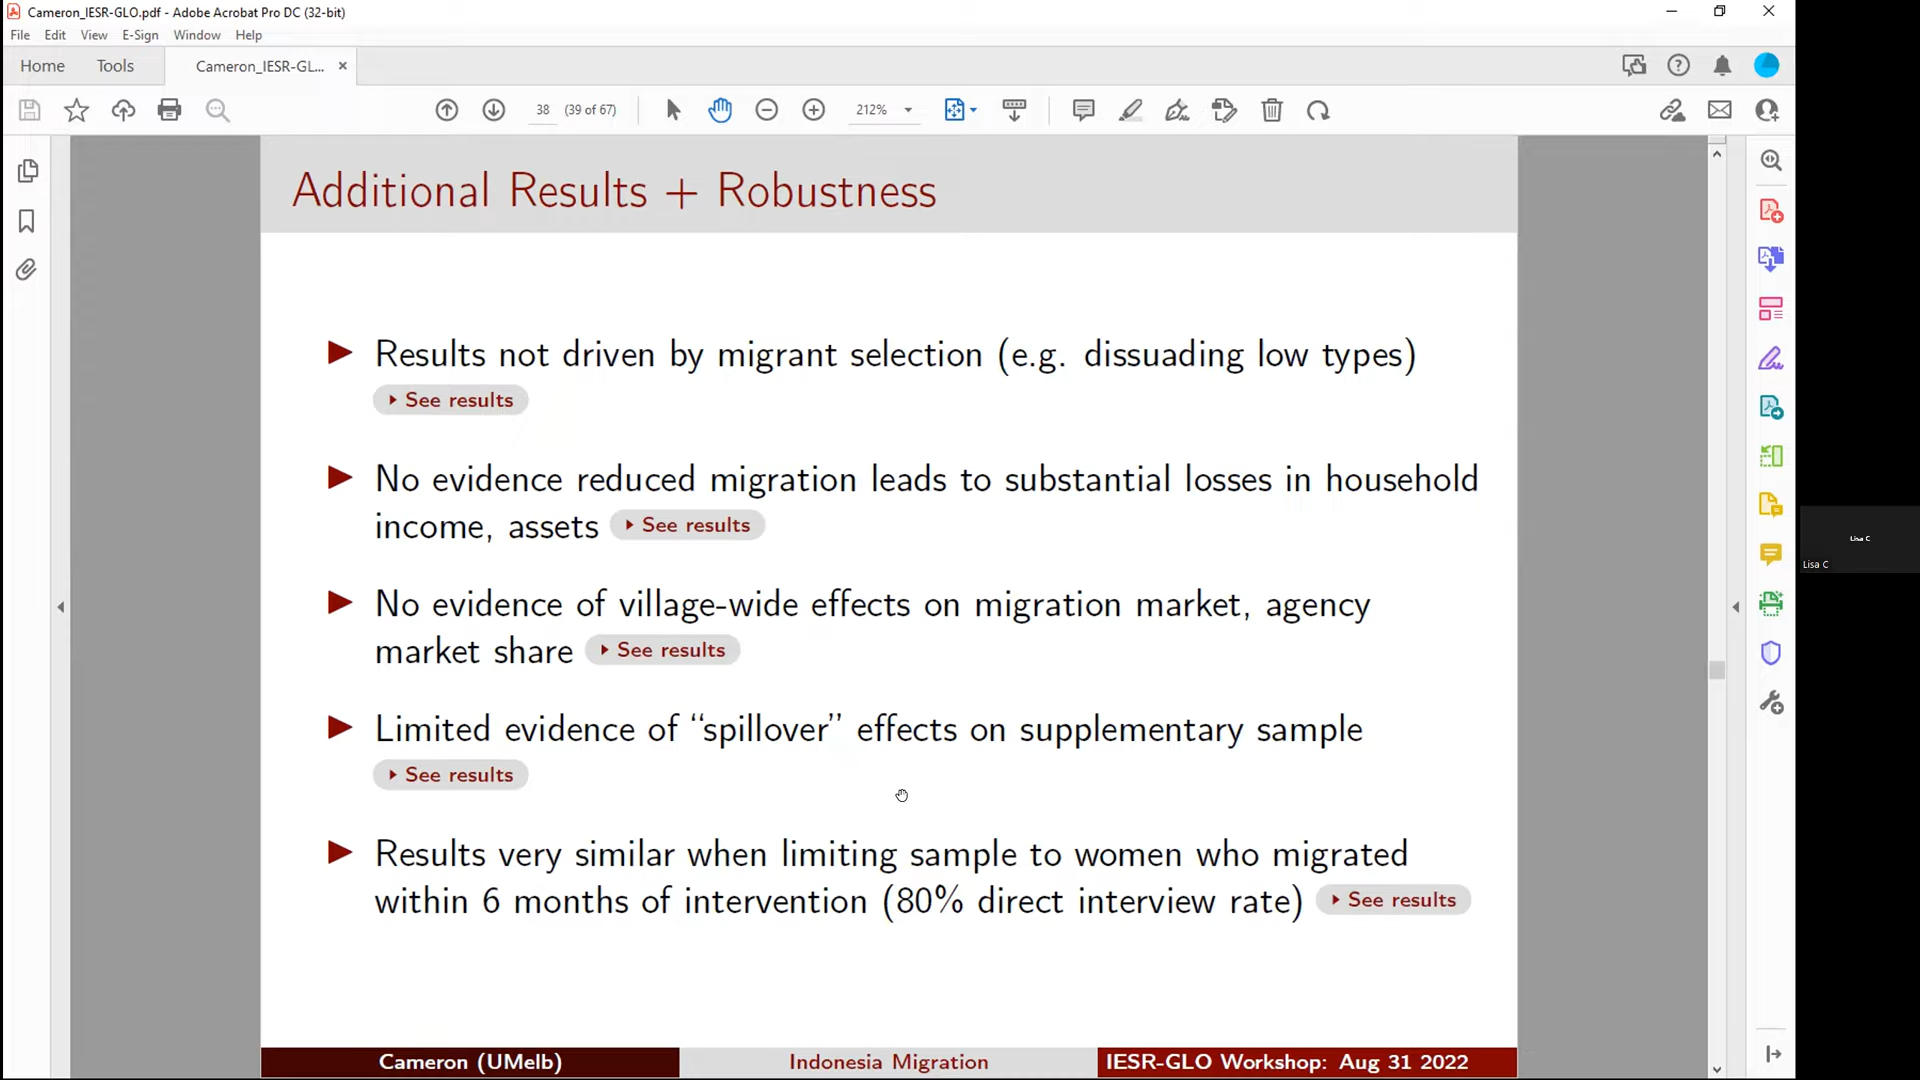 Cameron_IESR-GLO.pdf - Adobe Acrobat Pro DC (32-bit)
File Edit View E-Sign Window Help
Home Tools Cameron_IESR-GL... ×
38 (39 of 67) 212%
Additional Results + Robustness
Results not driven by migrant selection (e.g. dissuading low types)
See results
No evidence reduced migration leads to substantial losses in household
income, assets See results
No evidence of village-wide effects on migration market, agency
market share See results
Limited evidence of “spillover” effects on supplementary sample
See results
Results very similar when limiting sample to women who migrated
within 6 months of intervention (80% direct interview rate) See results
Cameron (UMelb) Indonesia Migration IESR-GLO Workshop: Aug 31 2022
Lisa C
Lisa C